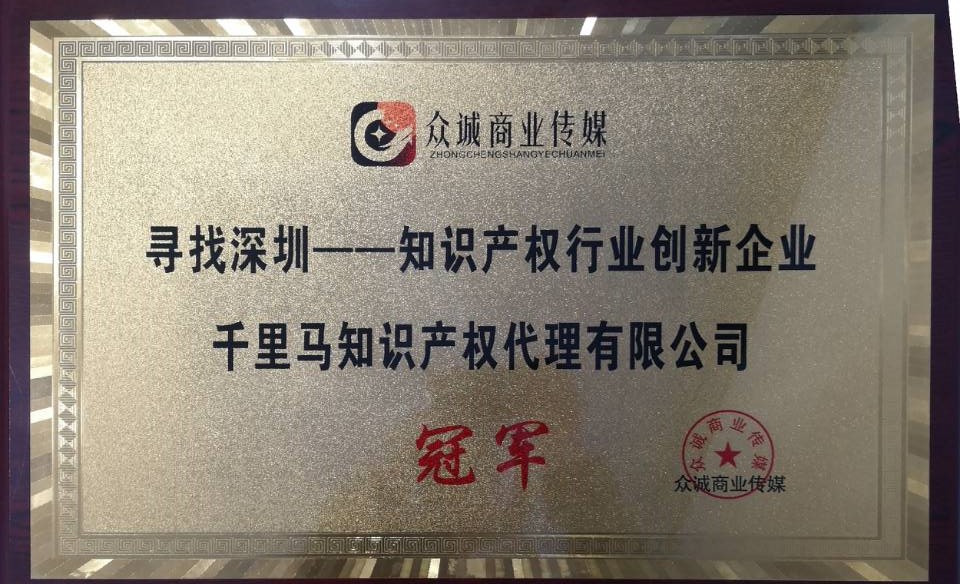 众诚商业传媒
ZHONGCHENGSHANGYECHUANMEI
寻找深圳——知识产权行业创新企业
千里马知识产权代理有限公司
冠军
众诚商业传媒
众诚商业传媒